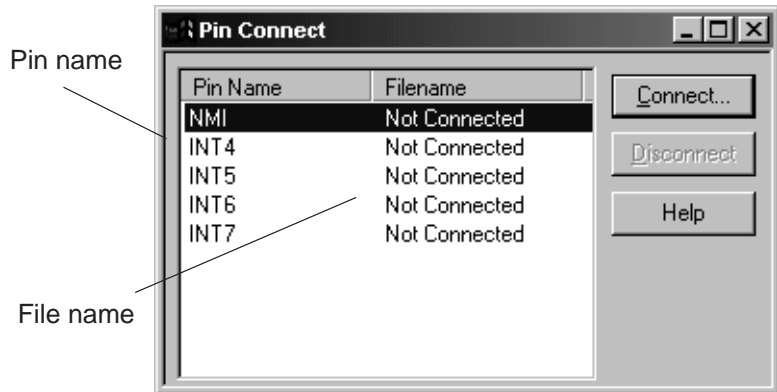 Pin Connect
Pin name
Pin Name Filename
Connect...
NMI Not Connected
INT4 Not Connected
Disconnect
INT5 Not Connected
INT6 Not Connected
Help
INT7 Not Connected
File name